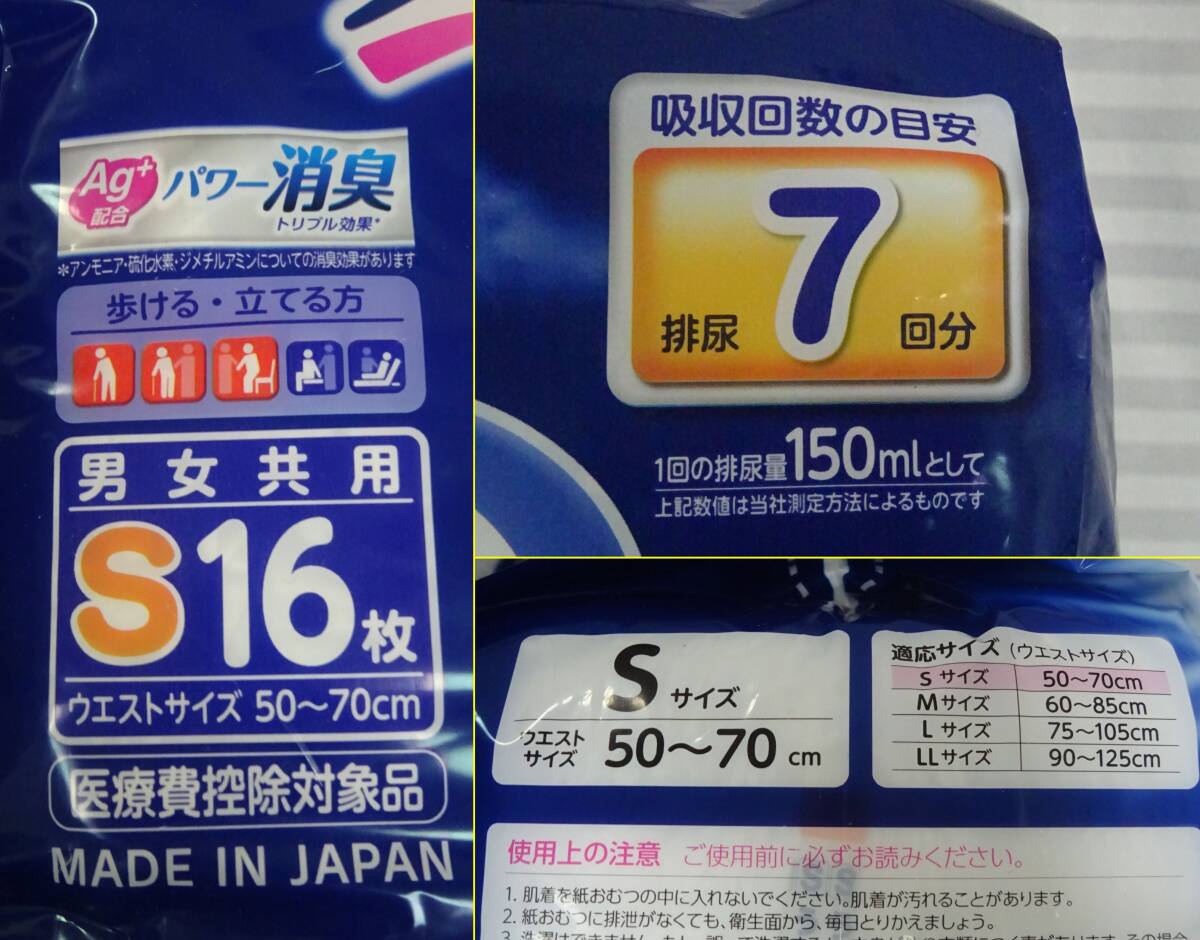 Ag+
配合
パワー消臭
トリプル効果*
*アンモニア・硫化水素・ジメチルアミンについての消臭効果があります
歩ける・立てる方
男女共用
S16枚
ウエストサイズ 50～70cm
医療費控除対象品
MADE IN JAPAN
吸収回数の目安
排尿 7 回分
1回の排尿量150mlとして
上記数値は当社測定方法によるものです
S サイズ
ウエストサイズ 50～70 cm
適応サイズ (ウエストサイズ)
S サイズ 50～70cm
M サイズ 60～85cm
L サイズ 75～105cm
LL サイズ 90～125cm
使用上の注意 ご使用前に必ずお読みください。
1. 肌着を紙おむつの中に入れないでください。肌着が汚れることがあります。
2. 紙おむつに排泄がなくても、衛生面から、毎日とりかえましょう。